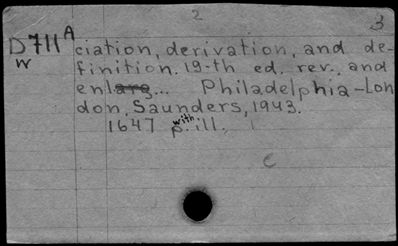 2
3
D711A ciation, derivation, and de-
w finition. 19-th ed. rev. and
enlarg... Philadelphia-Lon
don, Saunders, 1943.
1647 p. with ill.
c